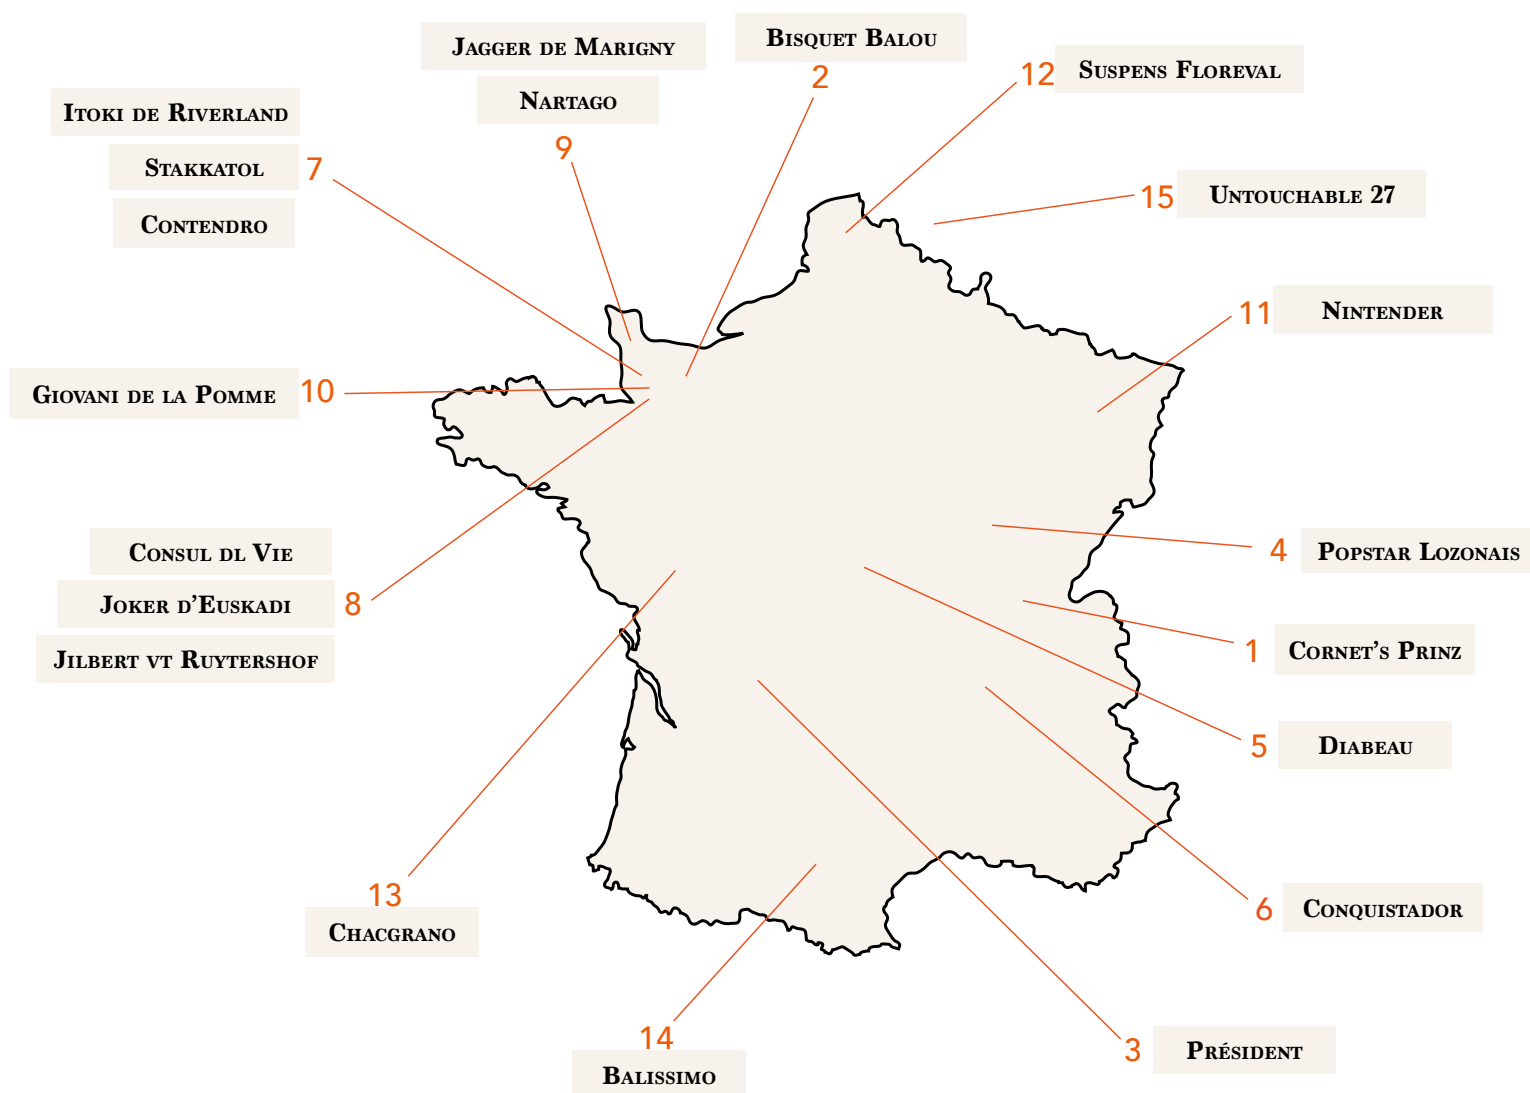 Jagger de Marigny
Nartago
9
Bisquet Balou
2
12
Suspens Floreval
Itoki de Riverland
Stakkatol
7
Contendro
15
Untouchable 27
11
Nintender
Giovani de la Pomme
10
Consul dl Vie
Joker d'Euskadi
8
Jilbert vt Ruytershof
4
Popstar Lozonais
1
Cornet's Prinz
5
Diabeau
6
Conquistador
13
Chacgrano
14
Balissimo
3
Président